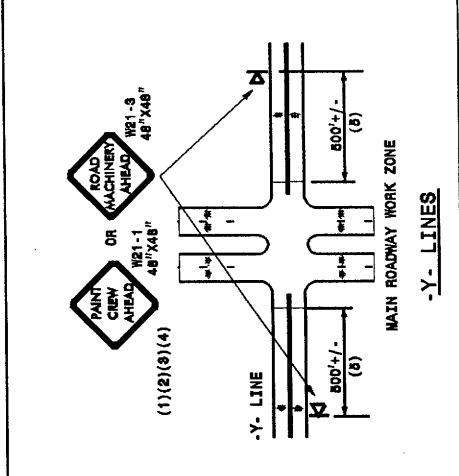 PAINT
CREW
AHEAD
OR
ROAD
MACHINERY
AHEAD
W21-1
48"X48"
W21-3
48"X48"
(1)(2)(3)(4)
-Y- LINE
500'+/-
(5)
500'+/-
(5)
MAIN ROADWAY WORK ZONE
-Y- LINES